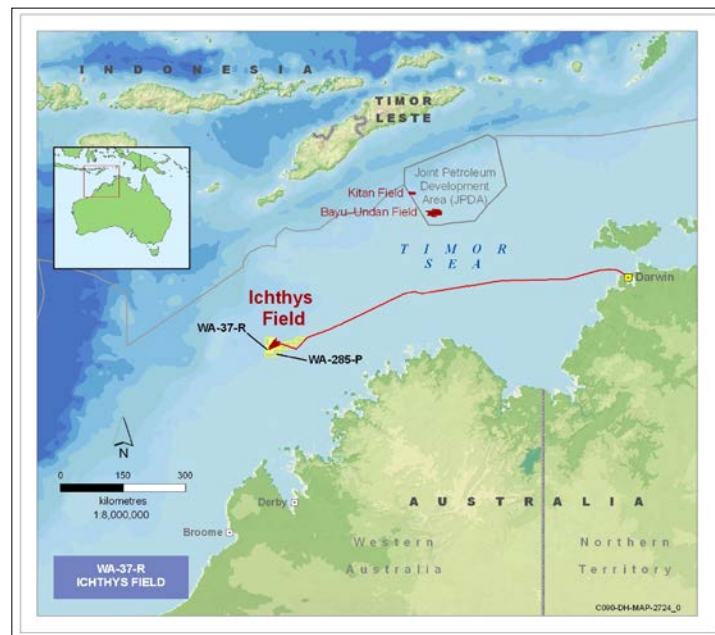 INDONESIA
TIMOR
LESTE
Joint Petroleum
Development
Area (JPDA)
Kitan Field
Bayu-Undan Field
TIMOR
SEA
Darwin
Ichthys
Field
WA-37-R
WA-285-P
N
0 150 300
kilometres
1:8,000,000
Derby
AUSTRALIA
Broome
Western
Australia
Northern
Territory
WA-37-R
ICHTHYS FIELD
C090-DH-MAP-2724_0